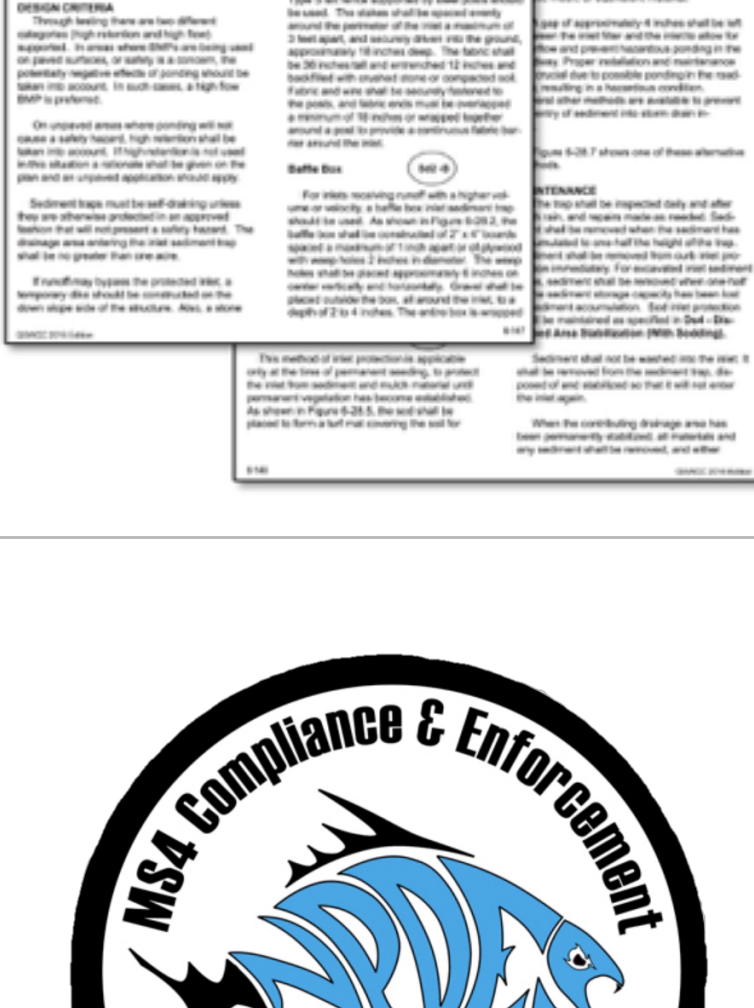 DESIGN CRITERIA
Through testing there are two different
categories (high retention and high flow)
supported. In areas where BMPs are being used
on paved surfaces, or safety is a concern, the
potentially negative effects of ponding should be
taken into account. In such cases, a high flow
BMP is preferred.
On unpaved areas where ponding will not
cause a safety hazard, high retention shall be
taken into account. If high retention is not used
in this situation a rationale shall be given on the
plan and an unpaved application should apply.
Sediment traps must be self-draining unless
they are otherwise protected in an approved
fashion that will not present a safety hazard. The
drainage area entering the inlet sediment trap
shall be no greater than one acre.
If runoff may bypass the protected inlet, a
temporary dike should be constructed on the
down slope side of the structure. Also, a stone
GSWCC 2016 Edition
be used. The stakes shall be spaced evenly
around the perimeter of the inlet a maximum of
3 feet apart, and securely driven into the ground,
approximately 18 inches deep. The fabric shall
be 36 inches tall and entrenched 12 inches and
backfilled with crushed stone or compacted soil.
Fabric and wire shall be securely fastened to
the posts, and fabric ends must be overlapped
a minimum of 18 inches or wrapped together
around a post to provide a continuous fabric bar-
rier around the inlet.
Baffle Box
Sd2-B
For inlets receiving runoff with a higher vol-
ume or velocity, a baffle box inlet sediment trap
should be used. As shown in Figure 6-28.2, the
baffle box shall be constructed of 2" x 4" boards
spaced a maximum of 1 inch apart or of plywood
with weep holes 2 inches in diameter. The weep
holes shall be placed approximately 6 inches on
center vertically and horizontally. Gravel shall be
placed outside the box, all around the inlet, to a
depth of 2 to 4 inches. The entire box is wrapped
6-147
gap of approximately 4 inches shall be left
the inlet filter and the inlet to allow for
and prevent hazardous ponding in the
Proper installation and maintenance
crucial due to possible ponding in the road-
resulting in a hazardous condition.
other methods are available to prevent
entry of sediment into storm drain in-
Figure 6-28.7 shows one of these alternative
The trap shall be inspected daily and after
rain, and repairs made as needed. Sedi-
shall be removed when the sediment has
to one half the height of the trap.
shall be removed from curb inlet pro-
immediately. For excavated inlet sediment
sediment shall be removed when one-half
sediment storage capacity has been lost
accumulation. Sod inlet protection
be maintained as specified in Ds4 - Dis-
Area Stabilization (With Sodding).
Sediment shall not be washed into the inlet. It
shall be removed from the sediment trap, dis-
posed of and stabilized so that it will not enter
the inlet again.
When the contributing drainage area has
been permanently stabilized, all materials and
any sediment shall be removed, and either
GSWCC 2016 Edition
This method of inlet protection is applicable
only at the time of permanent seeding, to protect
the inlet from sediment and mulch material until
permanent vegetation has become established.
As shown in Figure 6-28.5, the sod shall be
placed to form a turf mat covering the soil for
MS4 Compliance & Enforcement
NPDES